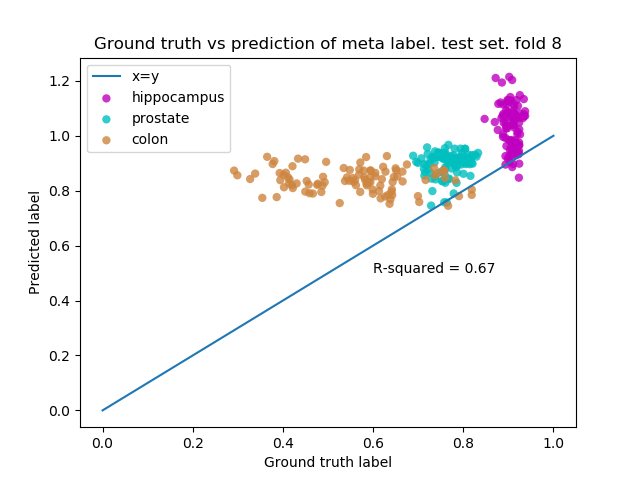 Ground truth vs prediction of meta label. test set. fold 8
x=y
hippocampus
prostate
colon
1.2
1.0
0.8
0.6
0.4
0.2
0.0
Predicted label
R-squared = 0.67
0.0 0.2 0.4 0.6 0.8 1.0
Ground truth label